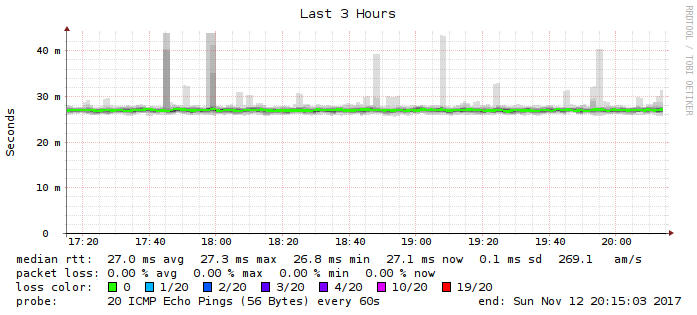 Last 3 Hours
RRDTOOL / TOBI OETIKER
Seconds
40 m
30 m
20 m
10 m
0
17:20 17:40 18:00 18:20 18:40 19:00 19:20 19:40 20:00
median rtt: 27.0 ms avg 27.3 ms max 26.8 ms min 27.1 ms now 0.1 ms sd 269.1 am/s
packet loss: 0.00 % avg 0.00 % max 0.00 % min 0.00 % now
loss color: 0 1/20 2/20 3/20 4/20 10/20 19/20
probe: 20 ICMP Echo Pings (56 Bytes) every 60s end: Sun Nov 12 20:15:03 2017